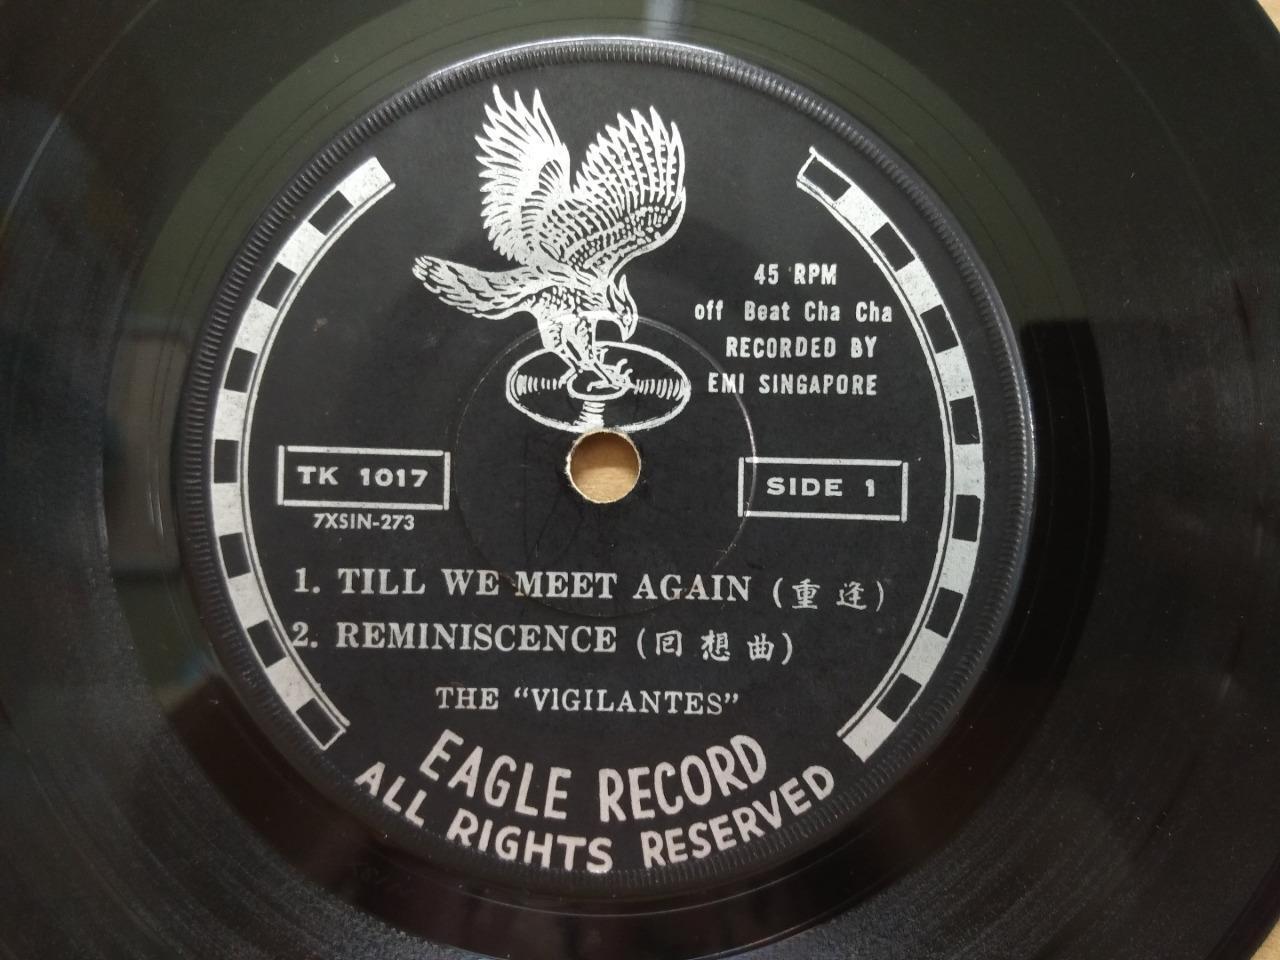 45 RPM
off Beat Cha Cha
RECORDED BY
EMI SINGAPORE
TK 1017
7XSIN-273
SIDE 1
1. TILL WE MEET AGAIN (重逢)
2. REMINISCENCE (囘想曲)
THE "VIGILANTES"
EAGLE RECORD
ALL RIGHTS RESERVED